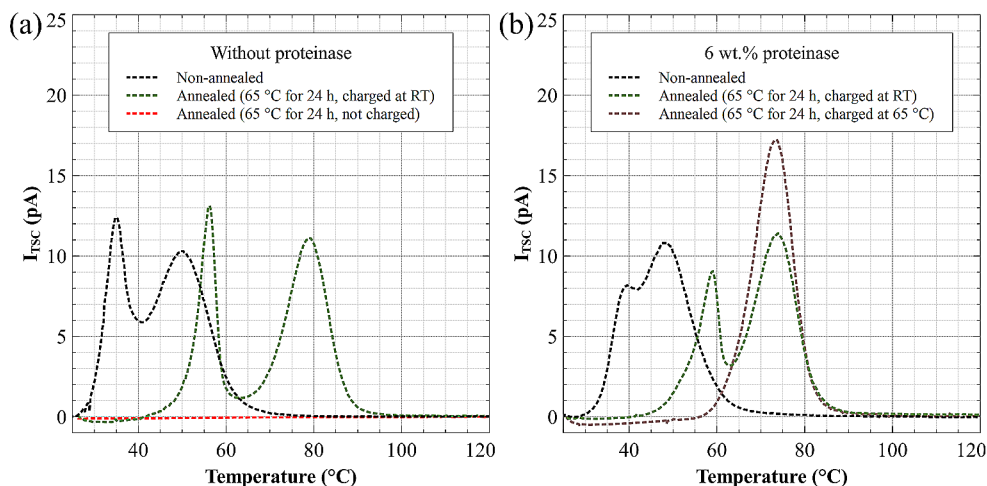 (a)
25
20
15
10
5
0
I_TSC (pA)
Without proteinase
Non-annealed
Annealed (65 °C for 24 h, charged at RT)
Annealed (65 °C for 24 h, not charged)
40 60 80 100 120
Temperature (°C)
(b)
25
20
15
10
5
0
I_TSC (pA)
6 wt.% proteinase
Non-annealed
Annealed (65 °C for 24 h, charged at RT)
Annealed (65 °C for 24 h, charged at 65 °C)
40 60 80 100 120
Temperature (°C)